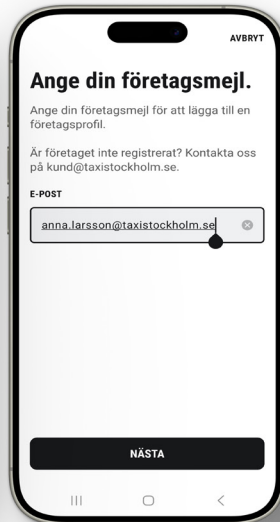 AVBRYT
Ange din företagsmejl.
Ange din företagsmejl för att lägga till en
företagsprofil.
Är företaget inte registrerat? Kontakta oss
på kund@taxistockholm.se.
E-POST
anna.larsson@taxistockholm.se
NÄSTA